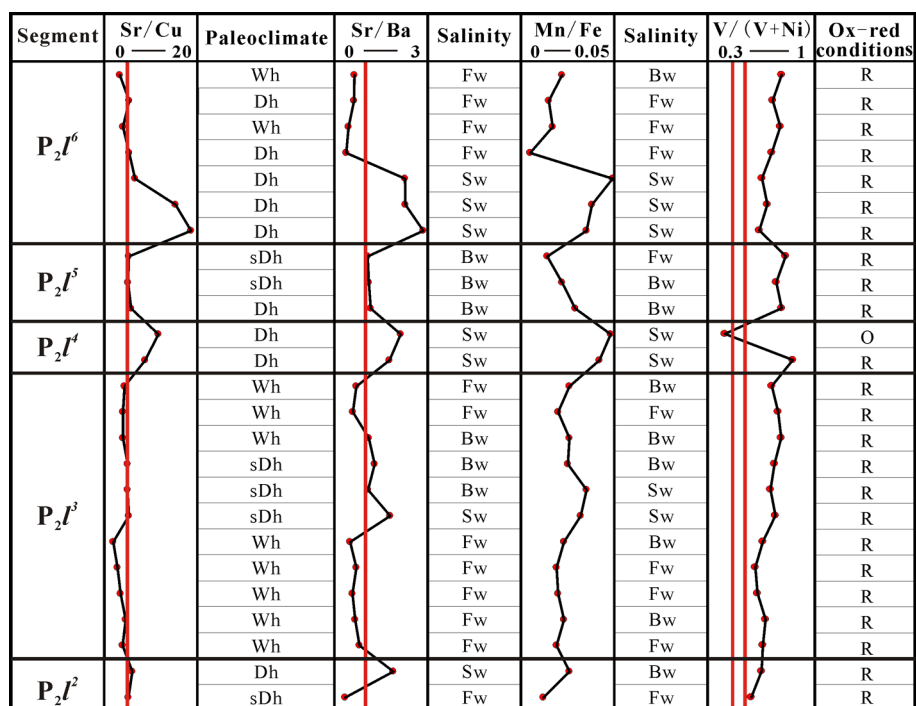 Segment Sr/Cu Paleoclimate Sr/Ba Salinity Mn/Fe Salinity V/(V+Ni) Ox-red conditions
0 20 0 3 0 0.05 0.3 1
Wh Fw Bw R
Dh Fw Fw R
Wh Fw Fw R
P₂l⁶ Dh Fw Fw R
Dh Sw Sw R
Dh Sw Sw R
Dh Sw Sw R
sDh Bw Fw R
P₂l⁵ sDh Bw Bw R
Dh Bw Bw R
P₂l⁴ Dh Sw Sw O
Dh Sw Sw R
Wh Fw Bw R
Wh Fw Fw R
Wh Bw Bw R
sDh Bw Bw R
sDh Bw Sw R
P₂l³ sDh Sw Sw R
Wh Fw Bw R
Wh Fw Fw R
Wh Fw Fw R
Wh Fw Bw R
Wh Fw Fw R
P₂l² Dh Sw Bw R
sDh Fw Fw R